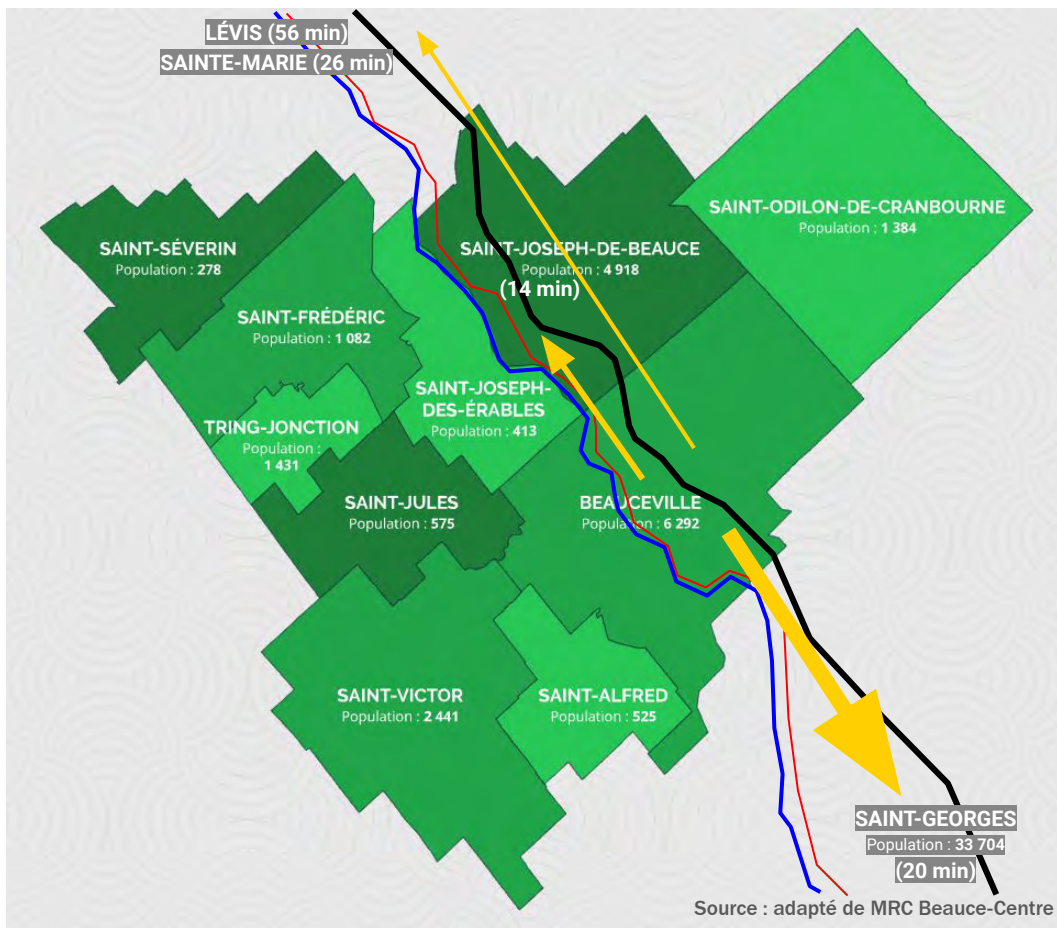 LÉVIS (56 min)
SAINTE-MARIE (26 min)
SAINT-ODILON-DE-CRANBOURNE
Population : 1 384
SAINT-SÉVERIN
Population : 278
SAINT-JOSEPH-DE-BEAUCE
Population : 4 918
(14 min)
SAINT-FRÉDÉRIC
Population : 1 082
SAINT-JOSEPH-
DES-ÉRABLES
Population : 413
TRING-JONCTION
Population :
1 431
SAINT-JULES
Population : 575
BEAUCEVILLE
Population : 6 292
SAINT-VICTOR
Population : 2 441
SAINT-ALFRED
Population : 525
SAINT-GEORGES
Population : 33 704
(20 min)
Source : adapté de MRC Beauce-Centre